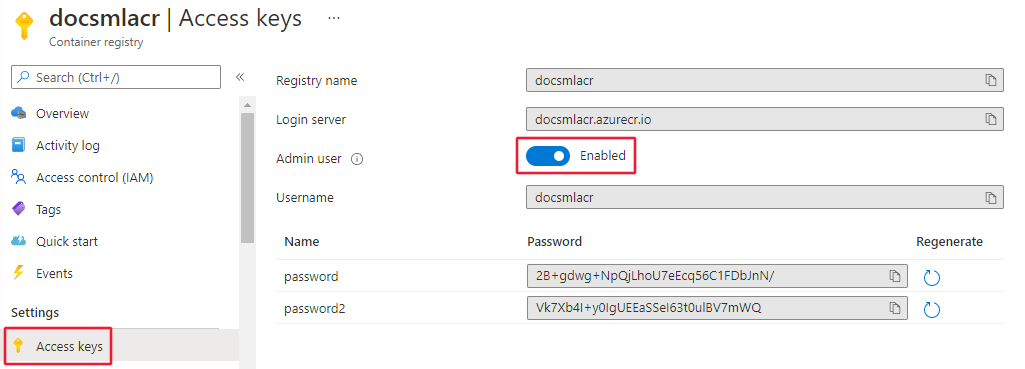 docsmlacr | Access keys ...
Container registry
Search (Ctrl+/)
«
Overview
Activity log
Access control (IAM)
Tags
Quick start
Events
Settings
Access keys
Registry name docsmlacr
Login server docsmlacr.azurecr.io
Admin user Enabled
Username docsmlacr
Name Password Regenerate
password 2B+gdwg+NpQjLhoU7eEcq56C1FDbJnN/
password2 Vk7Xb4I+y0IgUEEaSSeI63t0ulBV7mWQ